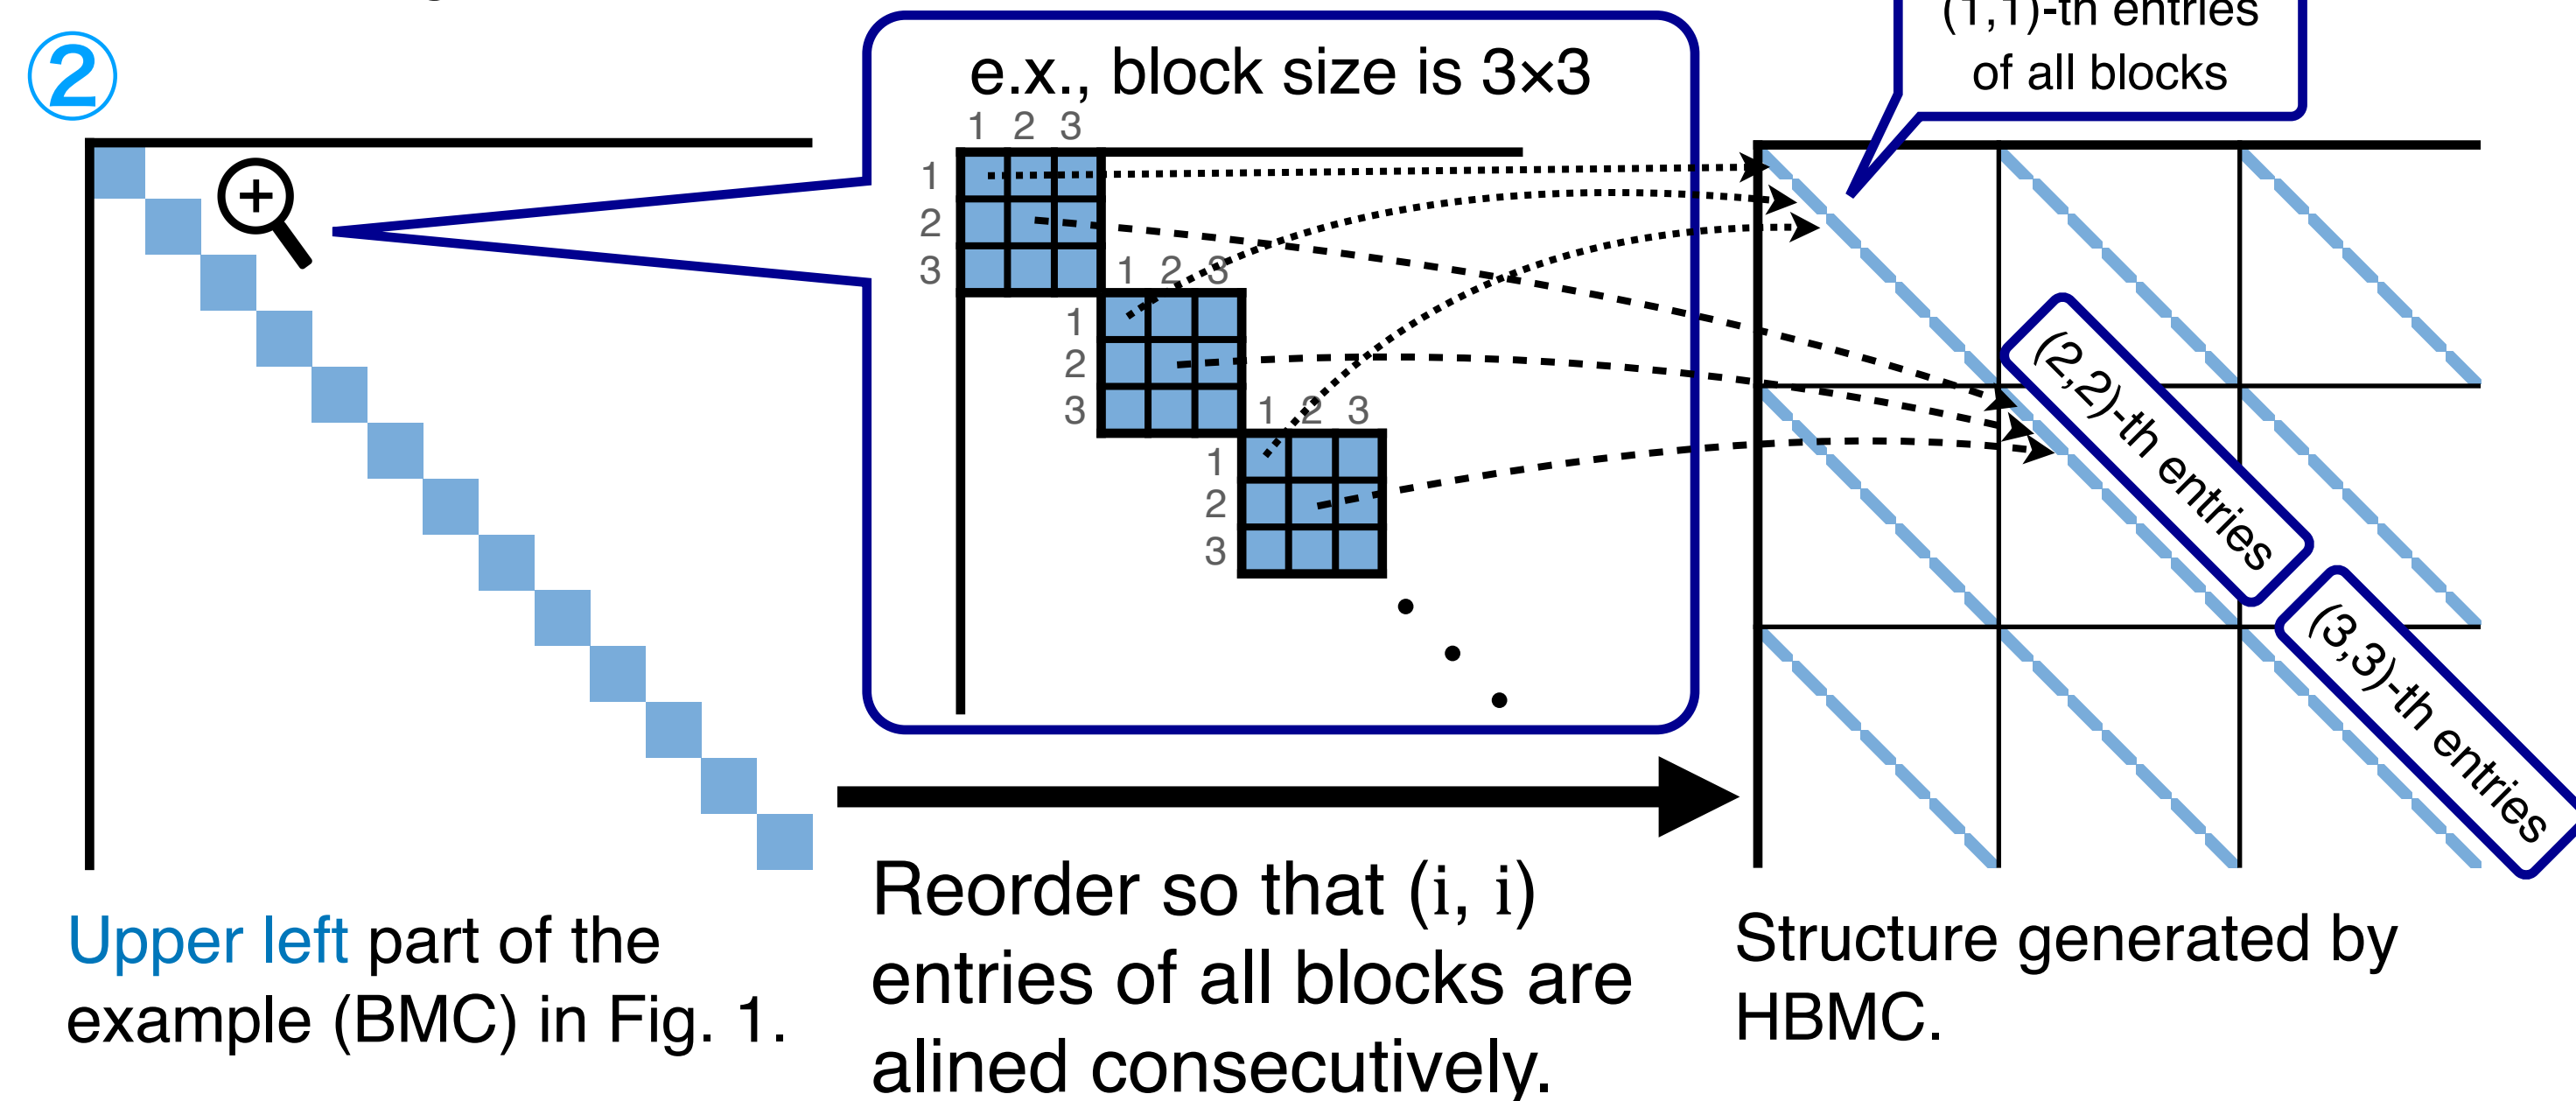 ②
e.x., block size is 3×3
1 2 3
1
2
3
1 2 3
1
2
3
1 2 3
1
2
3
(1,1)-th entries
of all blocks
(2,2)-th entries
(3,3)-th entries
Upper left part of the
example (BMC) in Fig. 1.
Reorder so that (i, i)
entries of all blocks are
alined consecutively.
Structure generated by
HBMC.